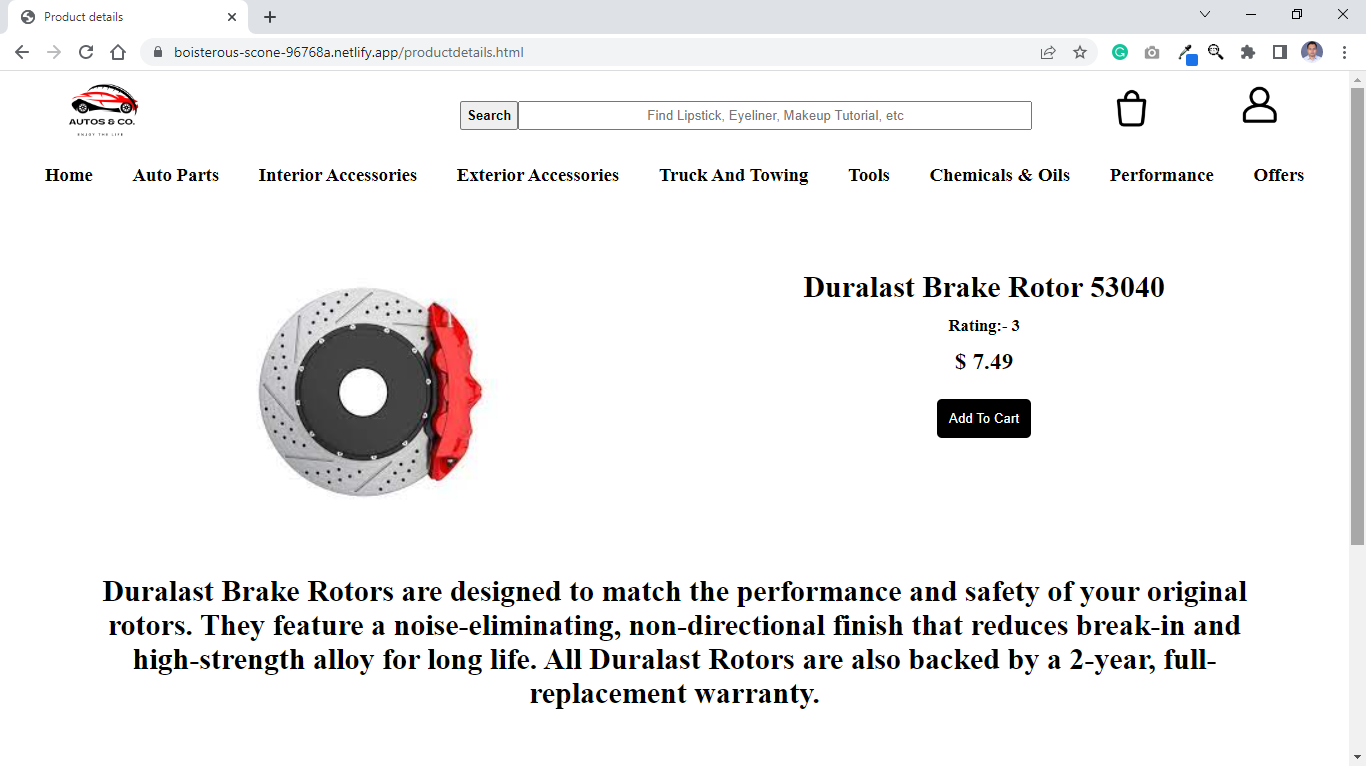 Product details
boisterous-scone-96768a.netlify.app/productdetails.html
AUTOS & CO.
ENJOY THE LIFE
Search
Find Lipstick, Eyeliner, Makeup Tutorial, etc
Home Auto Parts Interior Accessories Exterior Accessories Truck And Towing Tools Chemicals & Oils Performance Offers
Duralast Brake Rotor 53040
Rating:- 3
$ 7.49
Add To Cart
Duralast Brake Rotors are designed to match the performance and safety of your original
rotors. They feature a noise-eliminating, non-directional finish that reduces break-in and
high-strength alloy for long life. All Duralast Rotors are also backed by a 2-year, full-
replacement warranty.